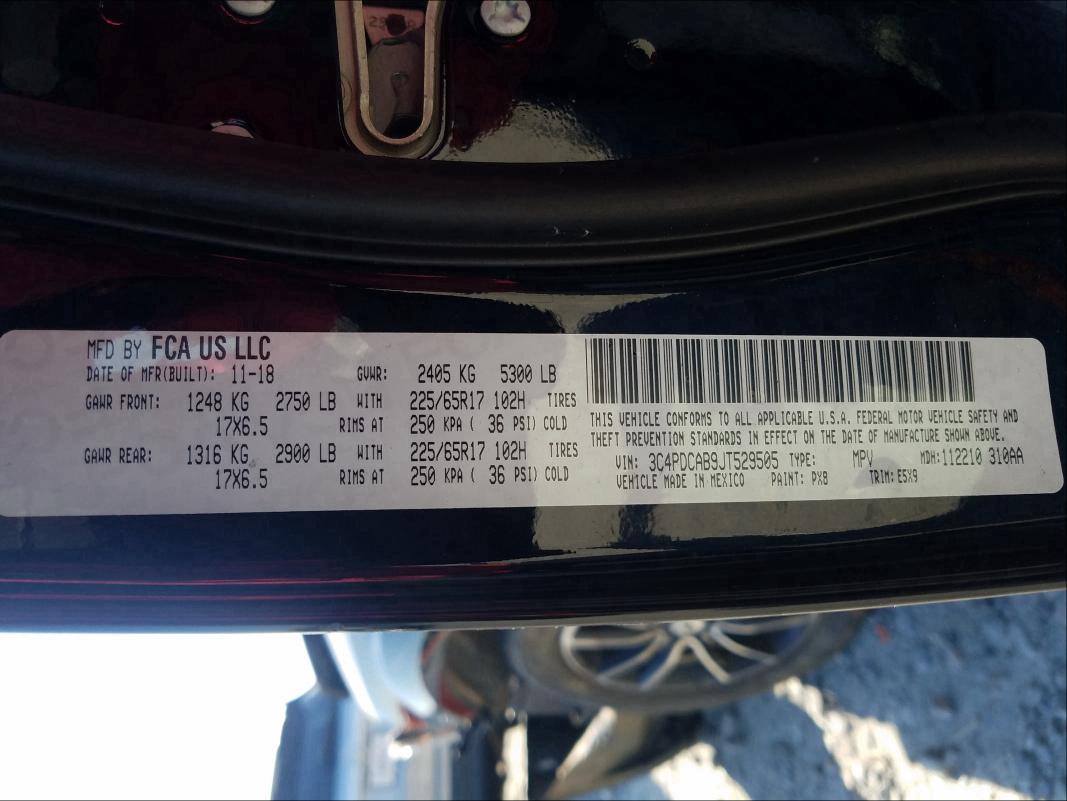 MFD BY FCA US LLC
DATE OF MFR(BUILT): 11-18 GVWR: 2405 KG 5300 LB
GAWR FRONT: 1248 KG 2750 LB WITH 225/65R17 102H TIRES
17X6.5 RIMS AT 250 KPA ( 36 PSI) COLD
GAWR REAR: 1316 KG 2900 LB WITH 225/65R17 102H TIRES
17X6.5 RIMS AT 250 KPA ( 36 PSI) COLD
THIS VEHICLE CONFORMS TO ALL APPLICABLE U.S.A. FEDERAL MOTOR VEHICLE SAFETY AND
THEFT PREVENTION STANDARDS IN EFFECT ON THE DATE OF MANUFACTURE SHOWN ABOVE.
VIN: 3C4PDCAB9JT529505 TYPE: MPV MDH: 112210 310AA
VEHICLE MADE IN MEXICO PAINT: PX8 TRIM: E5X9